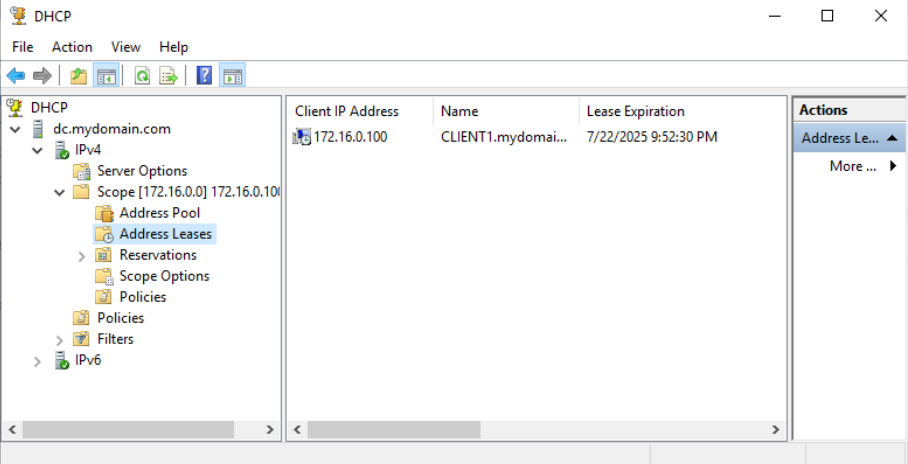 DHCP
File Action View Help
DHCP
dc.mydomain.com
IPv4
Server Options
Scope [172.16.0.0] 172.16.0.100
Address Pool
Address Leases
Reservations
Scope Options
Policies
Policies
Filters
IPv6
Client IP Address Name Lease Expiration
172.16.0.100 CLIENT1.mydomai... 7/22/2025 9:52:30 PM
Actions
Address Le...
More ...